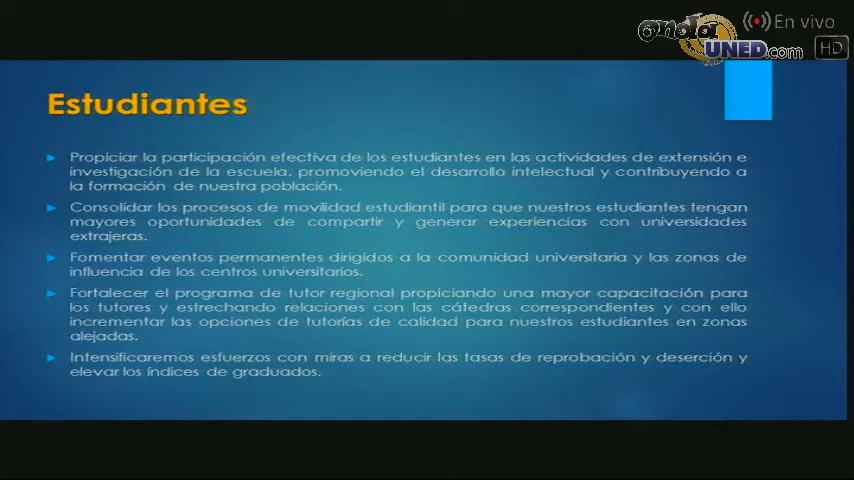 onda
UNED.com
En vivo
HD
Estudiantes
Propiciar la participación efectiva de los estudiantes en las actividades de extensión e
investigación de la escuela, promoviendo el desarrollo intelectual y contribuyendo a
la formación de nuestra población.
Consolidar los procesos de movilidad estudiantil para que nuestros estudiantes tengan
mayores oportunidades de compartir y generar experiencias con universidades
extrajeras.
Fomentar eventos permanentes dirigidos a la comunidad universitaria y las zonas de
influencia de los centros universitarios.
Fortalecer el programa de tutor regional propiciando una mayor capacitación para
los tutores y estrechando relaciones con las cátedras correspondientes y con ello
incrementar las opciones de tutorías de calidad para nuestros estudiantes en zonas
alejadas.
Intensificaremos esfuerzos con miras a reducir las tasas de reprobación y deserción y
elevar los índices de graduados.